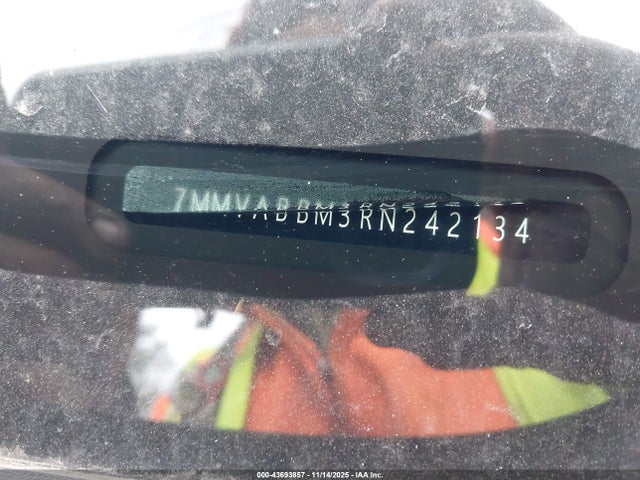 7MMVABBM3RN242134
000-43693857 - 11/14/2025 - IAA Inc.